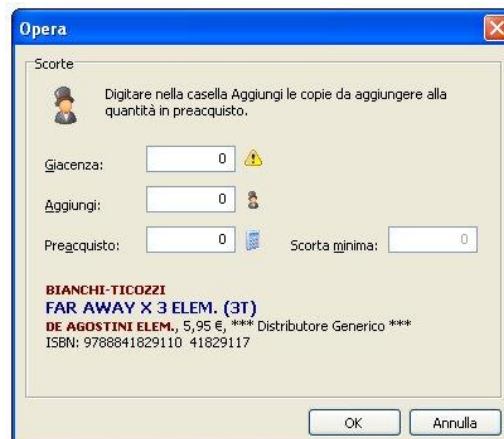 Opera
Scorte
Digitare nella casella Aggiungi le copie da aggiungere alla
quantità in preacquisto.
Giacenza: 0
Aggiungi: 0
Preacquisto: 0 Scorta minima: 0
BIANCHI-TICOZZI
FAR AWAY X 3 ELEM. (3T)
DE AGOSTINI ELEM., 5,95 €, *** Distributore Generico ***
ISBN: 9788841829110 41829117
OK Annulla